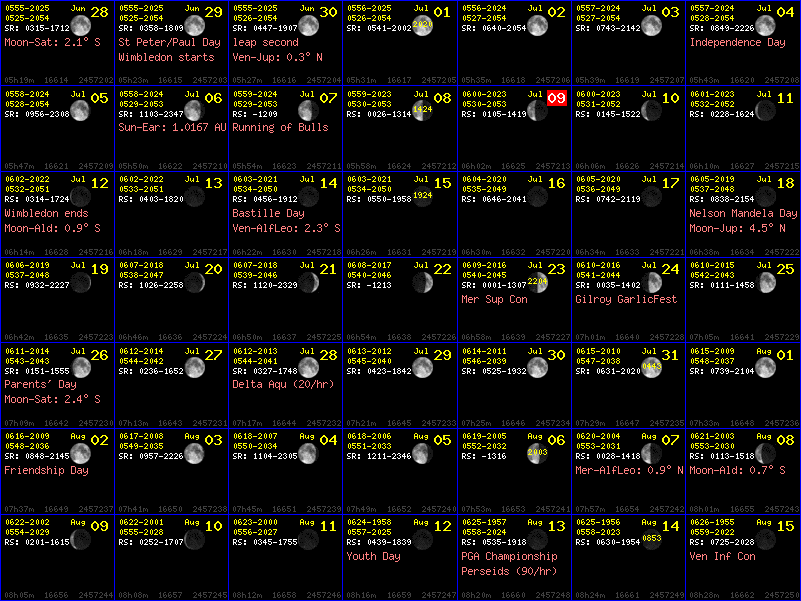 0555-2025 Jun 28
0525-2054
SR: 0315-1712
Moon-Sat: 2.1° S
05h19m 16614 2457202
0555-2025 Jun 29
0525-2054
SR: 0358-1809
St Peter/Paul Day
Wimbledon starts
05h23m 16615 2457203
0555-2025 Jun 30
0526-2054
SR: 0447-1907
leap second
Ven-Jup: 0.3° N
05h27m 16616 2457204
0556-2025 Jul 01
0526-2054
SR: 0541-2002 2020
05h31m 16617 2457205
0556-2024 Jul 02
0527-2054
SR: 0640-2054
05h35m 16618 2457206
0557-2024 Jul 03
0527-2054
SR: 0743-2142
05h39m 16619 2457207
0557-2024 Jul 04
0528-2054
SR: 0849-2226
Independence Day
05h43m 16620 2457208
0558-2024 Jul 05
0528-2054
SR: 0956-2308
05h47m 16621 2457209
0558-2024 Jul 06
0529-2053
SR: 1103-2347
Sun-Ear: 1.0167 AU
05h50m 16622 2457210
0559-2024 Jul 07
0529-2053
RS: -1209
Running of Bulls
05h54m 16623 2457211
0559-2023 Jul 08
0530-2053
RS: 0026-1314 1424
05h58m 16624 2457212
0600-2023 Jul 09
0530-2053
RS: 0105-1419
06h02m 16625 2457213
0600-2023 Jul 10
0531-2052
RS: 0145-1522
06h06m 16626 2457214
0601-2023 Jul 11
0532-2052
RS: 0228-1624
06h10m 16627 2457215
0602-2022 Jul 12
0532-2051
RS: 0314-1724
Wimbledon ends
Moon-Ald: 0.9° S
06h14m 16628 2457216
0602-2022 Jul 13
0533-2051
RS: 0403-1820
06h18m 16629 2457217
0603-2021 Jul 14
0534-2050
RS: 0456-1912
Bastille Day
Ven-AlfLeo: 2.3° S
06h22m 16630 2457218
0603-2021 Jul 15
0534-2050
RS: 0550-1958 1924
06h26m 16631 2457219
0604-2020 Jul 16
0535-2049
RS: 0646-2041
06h30m 16632 2457220
0605-2020 Jul 17
0536-2049
RS: 0742-2119
06h34m 16633 2457221
0605-2019 Jul 18
0537-2048
RS: 0838-2154
Nelson Mandela Day
Moon-Jup: 4.5° N
06h38m 16634 2457222
0606-2019 Jul 19
0537-2048
RS: 0932-2227
06h42m 16635 2457223
0607-2018 Jul 20
0538-2047
RS: 1026-2258
06h46m 16636 2457224
0607-2018 Jul 21
0539-2046
RS: 1120-2329
06h50m 16637 2457225
0608-2017 Jul 22
0540-2046
RS: -1213
06h53m 16638 2457226
0609-2016 Jul 23
0540-2045
SR: 0001-1307 2204
Mer Sup Con
06h57m 16639 2457227
0610-2016 Jul 24
0541-2044
SR: 0035-1402
Gilroy GarlicFest
07h01m 16640 2457228
0610-2015 Jul 25
0542-2043
SR: 0111-1458
07h05m 16641 2457229
0611-2014 Jul 26
0543-2043
SR: 0151-1555
Parents' Day
Moon-Sat: 2.4° S
07h09m 16642 2457230
0612-2014 Jul 27
0544-2042
SR: 0236-1652
07h13m 16643 2457231
0612-2013 Jul 28
0544-2041
SR: 0327-1748
Delta Aqu (20/hr)
07h17m 16644 2457232
0613-2012 Jul 29
0545-2040
SR: 0423-1842
07h21m 16645 2457233
0614-2011 Jul 30
0546-2039
SR: 0525-1932
07h25m 16646 2457234
0615-2010 Jul 31
0547-2038
SR: 0631-2020 0443
07h29m 16647 2457235
0615-2009 Aug 01
0548-2037
SR: 0739-2104
07h33m 16648 2457236
0616-2009 Aug 02
0548-2036
SR: 0848-2145
Friendship Day
07h37m 16649 2457237
0617-2008 Aug 03
0549-2035
SR: 0957-2226
07h41m 16650 2457238
0618-2007 Aug 04
0550-2034
SR: 1104-2305
07h45m 16651 2457239
0618-2006 Aug 05
0551-2033
SR: 1211-2346
07h49m 16652 2457240
0619-2005 Aug 06
0552-2032
RS: -1316 2003
07h53m 16653 2457241
0620-2004 Aug 07
0553-2031
RS: 0028-1418
Mer-AlfLeo: 0.9° N
07h57m 16654 2457242
0621-2003 Aug 08
0553-2030
RS: 0113-1518
Moon-Ald: 0.7° S
08h01m 16655 2457243
0622-2002 Aug 09
0554-2029
RS: 0201-1615
08h05m 16656 2457244
0622-2001 Aug 10
0555-2028
RS: 0252-1707
08h08m 16657 2457245
0623-2000 Aug 11
0556-2027
RS: 0345-1755
08h12m 16658 2457246
0624-1958 Aug 12
0557-2025
RS: 0439-1839
Youth Day
08h16m 16659 2457247
0625-1957 Aug 13
0558-2024
RS: 0535-1918
PGA Championship
Perseids (90/hr)
08h20m 16660 2457248
0625-1956 Aug 14
0558-2023
RS: 0630-1954 0853
08h24m 16661 2457249
0626-1955 Aug 15
0559-2022
RS: 0725-2028
Ven Inf Con
08h28m 16662 2457250